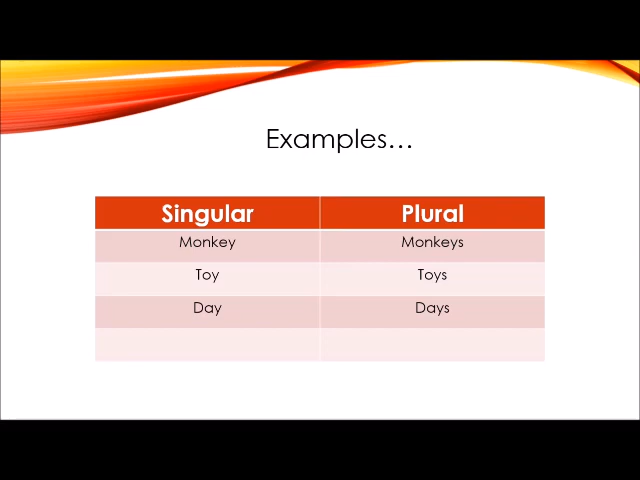 Examples…
Singular Plural
Monkey Monkeys
Toy Toys
Day Days